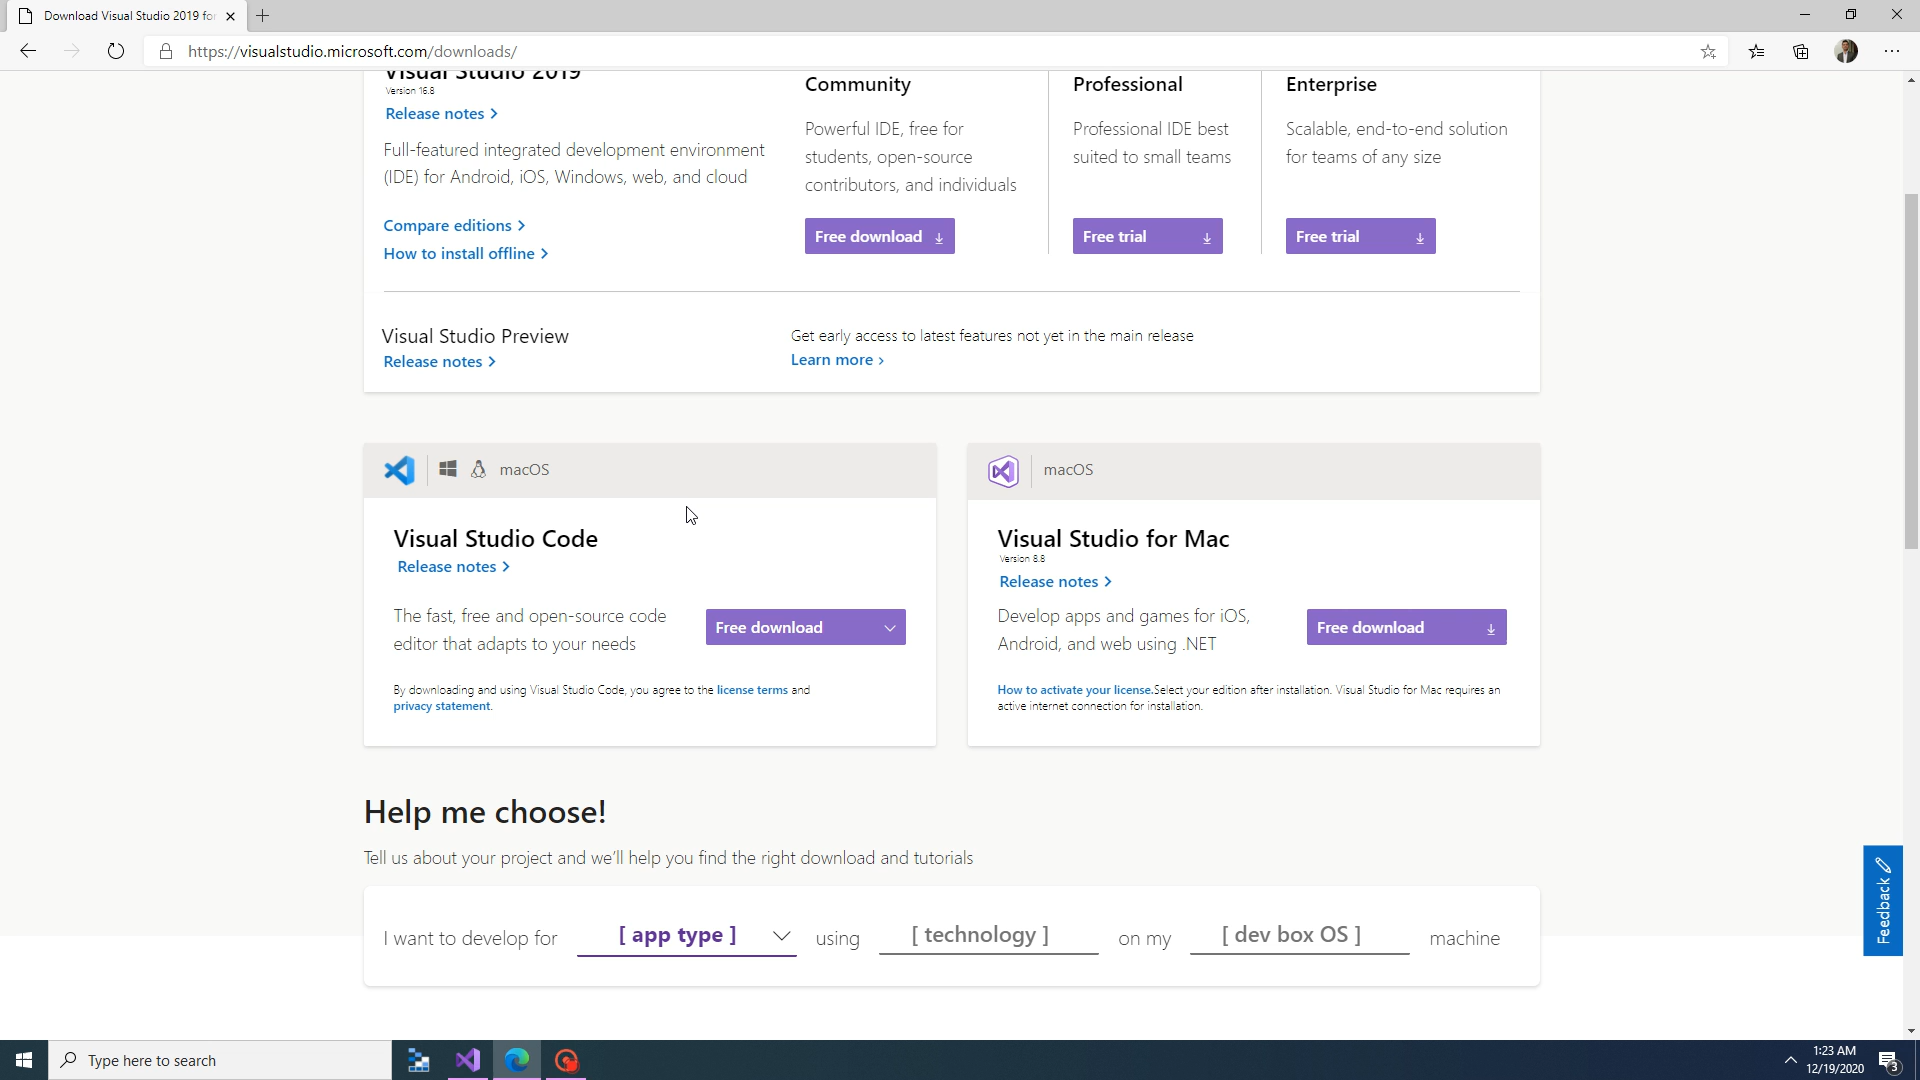 Download Visual Studio 2019 for
https://visualstudio.microsoft.com/downloads/
Visual Studio 2019
Version 16.8
Release notes
Full-featured integrated development environment
(IDE) for Android, iOS, Windows, web, and cloud
Compare editions
How to install offline
Community
Powerful IDE, free for
students, open-source
contributors, and individuals
Free download
Professional
Professional IDE best
suited to small teams
Free trial
Enterprise
Scalable, end-to-end solution
for teams of any size
Free trial
Visual Studio Preview
Release notes
Get early access to latest features not yet in the main release
Learn more
macOS
Visual Studio Code
Release notes
The fast, free and open-source code
editor that adapts to your needs
Free download
By downloading and using Visual Studio Code, you agree to the license terms and
privacy statement.
macOS
Visual Studio for Mac
Version 8.8
Release notes
Develop apps and games for iOS,
Android, and web using .NET
Free download
How to activate your license.Select your edition after installation. Visual Studio for Mac requires an
active internet connection for installation.
Help me choose!
Tell us about your project and we'll help you find the right download and tutorials
I want to develop for [ app type ] using [ technology ] on my [ dev box OS ] machine
Feedback
Type here to search
1:23 AM
12/19/2020
3